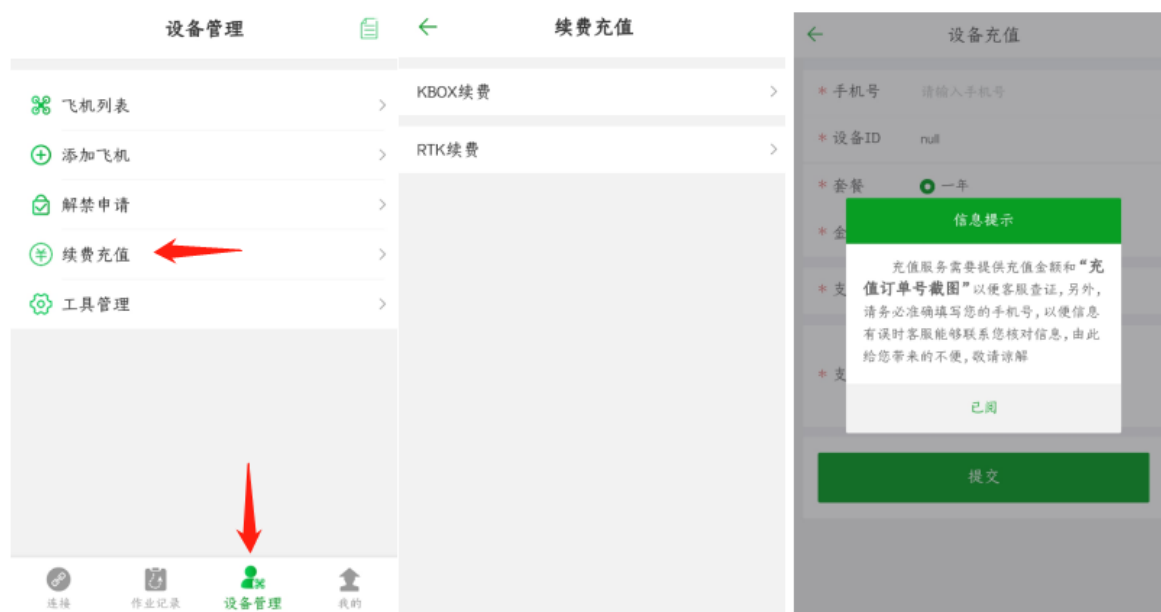 设备管理
飞机列表
添加飞机
解禁申请
续费充值
工具管理
连接
作业记录
设备管理
我的
续费充值
KBOX续费
RTK续费
设备充值
* 手机号 请输入手机号
* 设备ID null
* 套餐 一年
* 金
* 支
* 支
信息提示
充值服务需要提供充值金额和“充
值订单号截图”以便客服查证,另外,
请务必准确填写您的手机号,以便信息
有误时客服能够联系您核对信息,由此
给您带来的不便,敬请谅解
已阅
提交